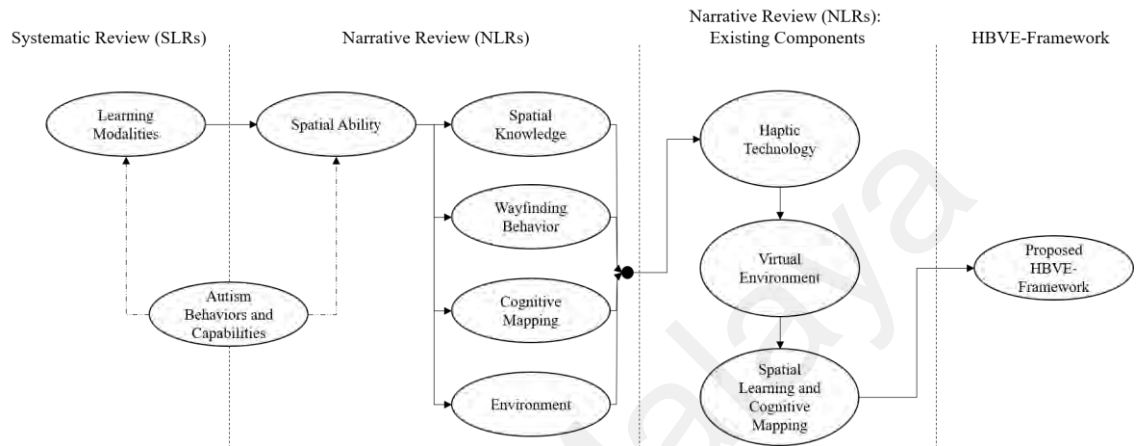 Systematic Review (SLRs)
Narrative Review (NLRs)
Narrative Review (NLRs):
Existing Components
HBVE-Framework
Learning
Modalities
Spatial Ability
Autism
Behaviors and
Capabilities
Spatial
Knowledge
Wayfinding
Behavior
Cognitive
Mapping
Environment
Haptic
Technology
Virtual
Environment
Spatial
Learning and
Cognitive
Mapping
Proposed
HBVE-
Framework
alaya